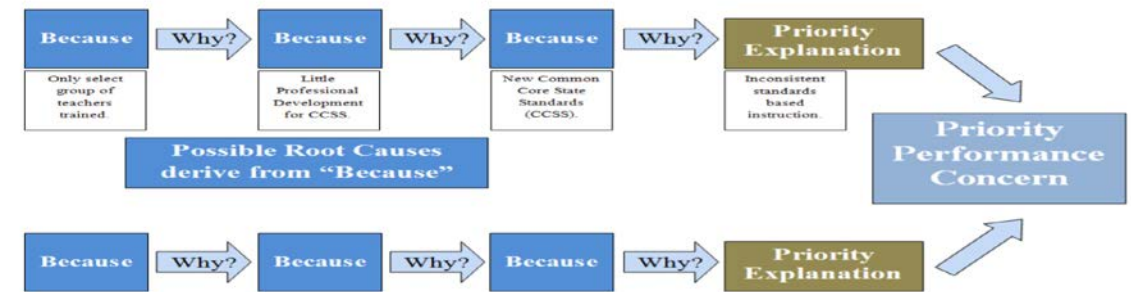 Because Why? Because Why? Because Why? Priority
Explanation
Only select
group of
teachers
trained.
Little
Professional
Development
for CCSS.
New Common
Core State
Standards
(CCSS).
Inconsistent
standards
based
instruction.
Priority
Performance
Concern
Possible Root Causes
derive from “Because”
Because Why? Because Why? Because Why? Priority
Explanation